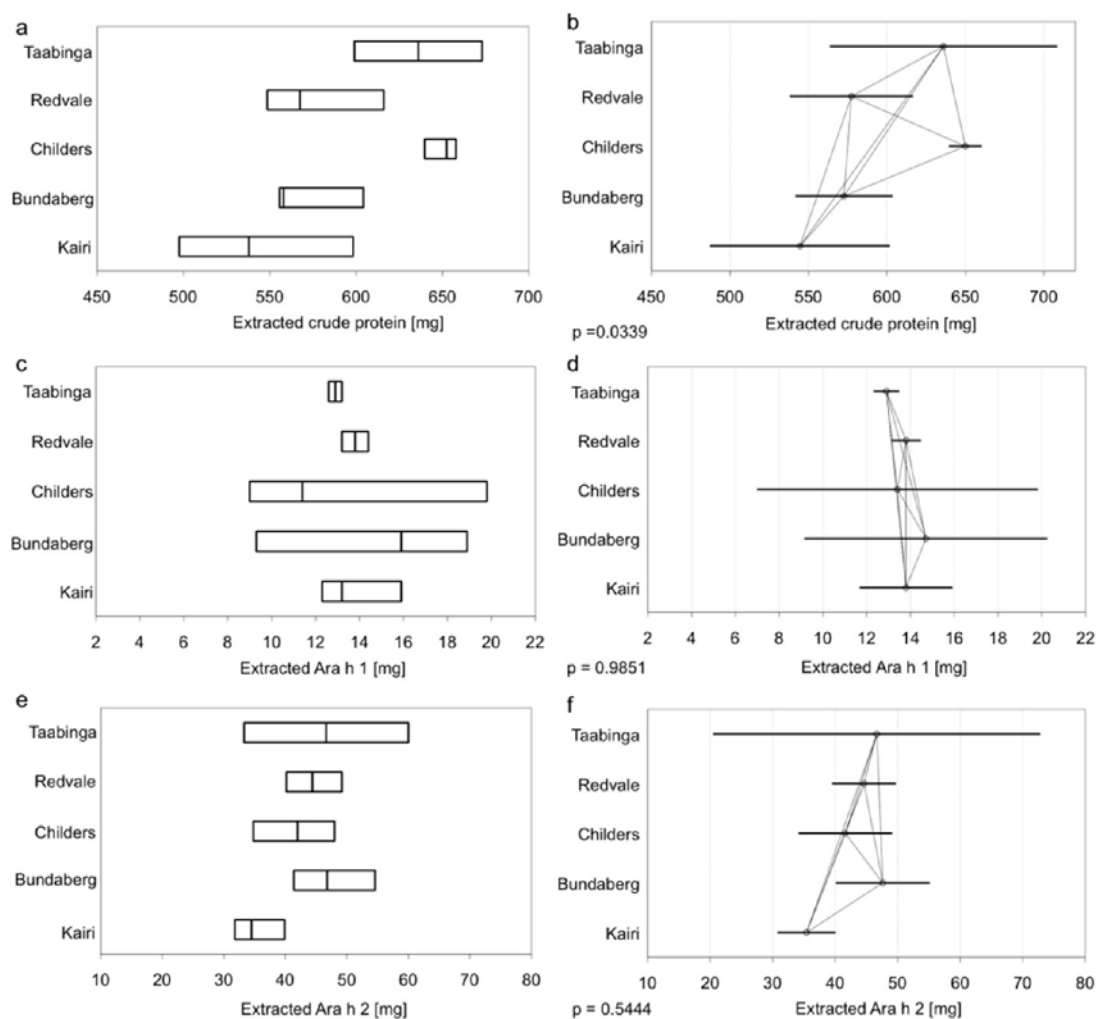 a
Taabinga
Redvale
Childers
Bundaberg
Kairi
450 500 550 600 650 700
Extracted crude protein [mg]
b
Taabinga
Redvale
Childers
Bundaberg
Kairi
450 500 550 600 650 700
Extracted crude protein [mg]
p =0.0339
c
Taabinga
Redvale
Childers
Bundaberg
Kairi
2 4 6 8 10 12 14 16 18 20 22
Extracted Ara h 1 [mg]
d
Taabinga
Redvale
Childers
Bundaberg
Kairi
2 4 6 8 10 12 14 16 18 20 22
Extracted Ara h 1 [mg]
p = 0.9851
e
Taabinga
Redvale
Childers
Bundaberg
Kairi
10 20 30 40 50 60 70 80
Extracted Ara h 2 [mg]
f
Taabinga
Redvale
Childers
Bundaberg
Kairi
10 20 30 40 50 60 70 80
Extracted Ara h 2 [mg]
p = 0.5444